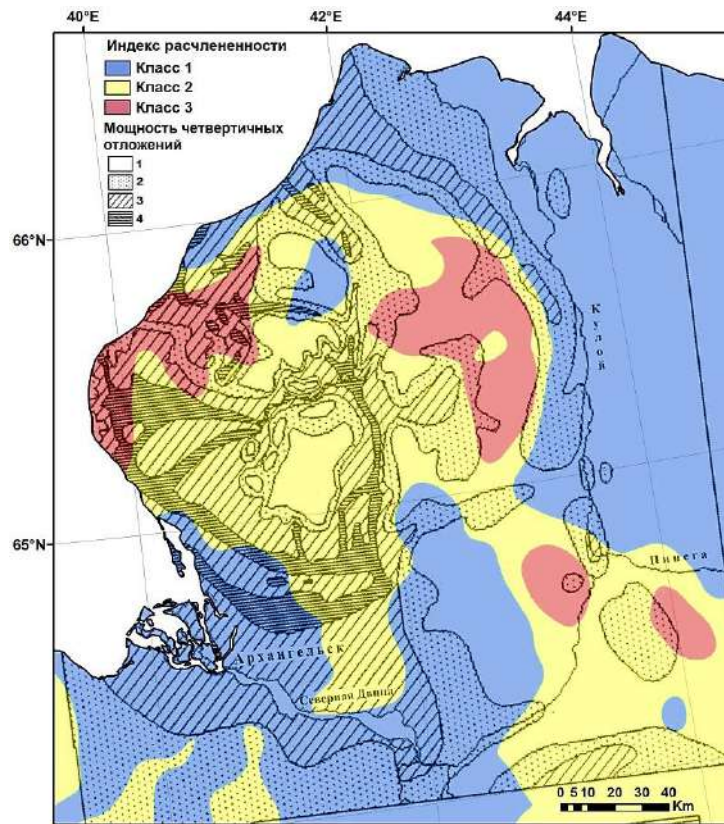 40°E 42°E 44°E
Индекс расчлененности
Класс 1
Класс 2
Класс 3
Мощность четвертичных
отложений
1
2
3
4
66°N
Кулой
65°N
Пинега
Архангельск
Северная Двина
0 5 10 20 30 40
Km